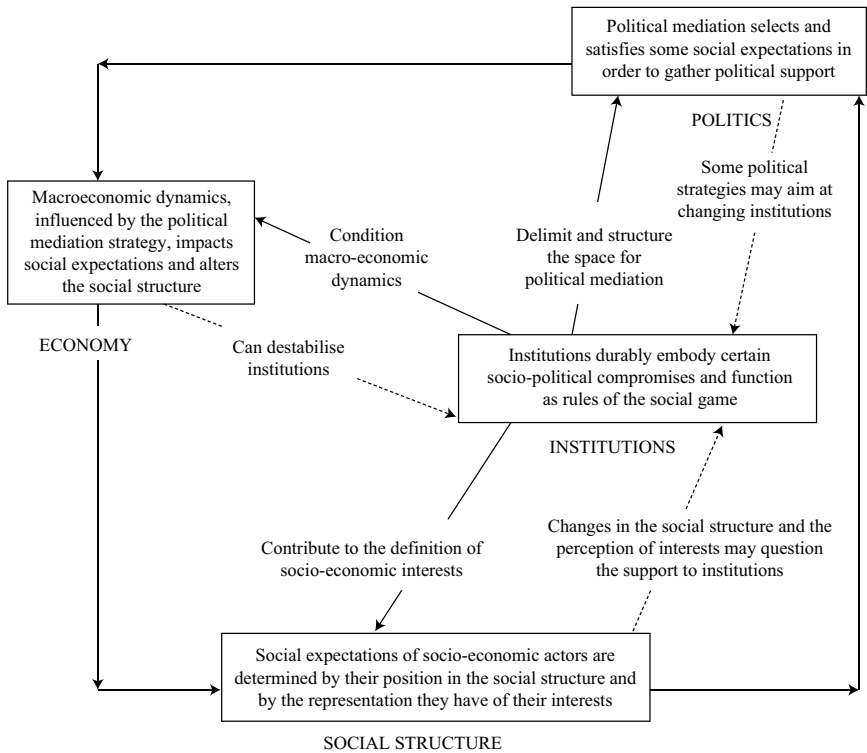 Political mediation selects and
satisfies some social expectations in
order to gather political support
POLITICS
Some political
strategies may aim at
changing institutions
Macroeconomic dynamics,
influenced by the political
mediation strategy, impacts
social expectations and alters
the social structure
ECONOMY
Condition
macro-economic
dynamics
Delimit and structure
the space for
political mediation
Can destabilise
institutions
Institutions durably embody certain
socio-political compromises and function
as rules of the social game
INSTITUTIONS
Contribute to the definition of
socio-economic interests
Changes in the social structure and the
perception of interests may question
the support to institutions
Social expectations of socio-economic actors are
determined by their position in the social structure and
by the representation they have of their interests
SOCIAL STRUCTURE